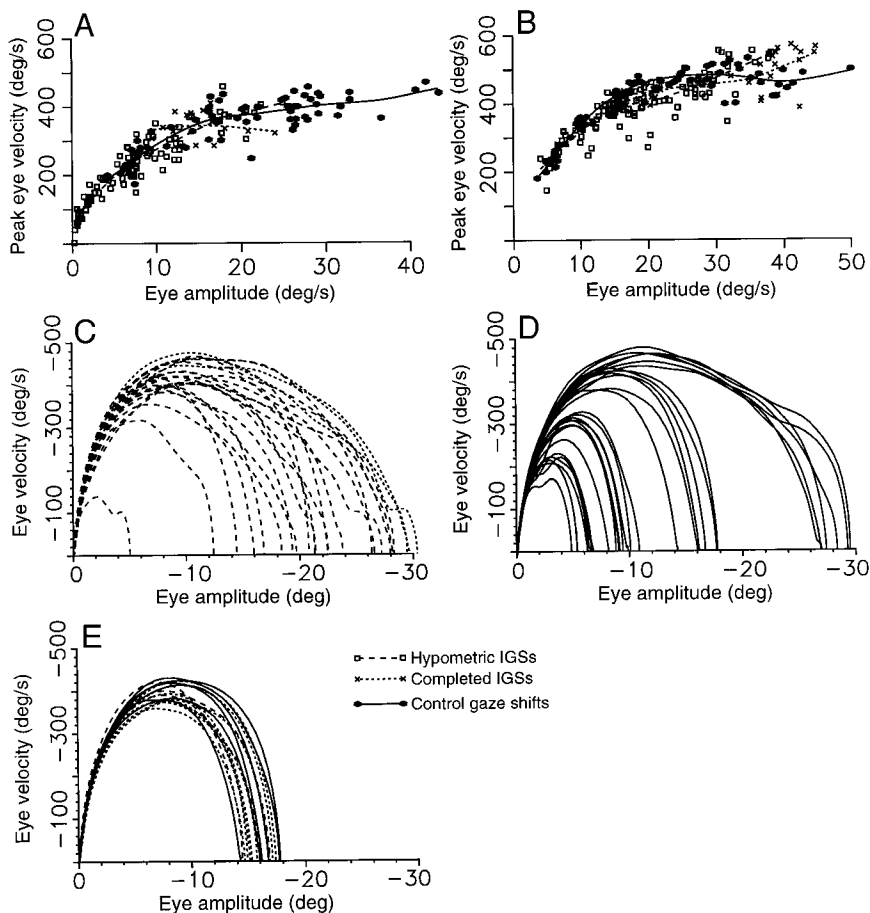 A
Peak eye velocity (deg/s)
600
400
200
0
10
20
30
40
Eye amplitude (deg/s)
B
Peak eye velocity (deg/s)
600
400
200
0
0
10
20
30
40
50
Eye amplitude (deg/s)
C
Eye velocity (deg/s)
-500
-300
-100
0
-10
-20
-30
Eye amplitude (deg)
D
Eye velocity (deg/s)
-500
-300
-100
0
-10
-20
-30
Eye amplitude (deg)
E
Eye velocity (deg/s)
-500
-300
-100
0
-10
-20
-30
Eye amplitude (deg)
Hypometric IGSs
Completed IGSs
Control gaze shifts